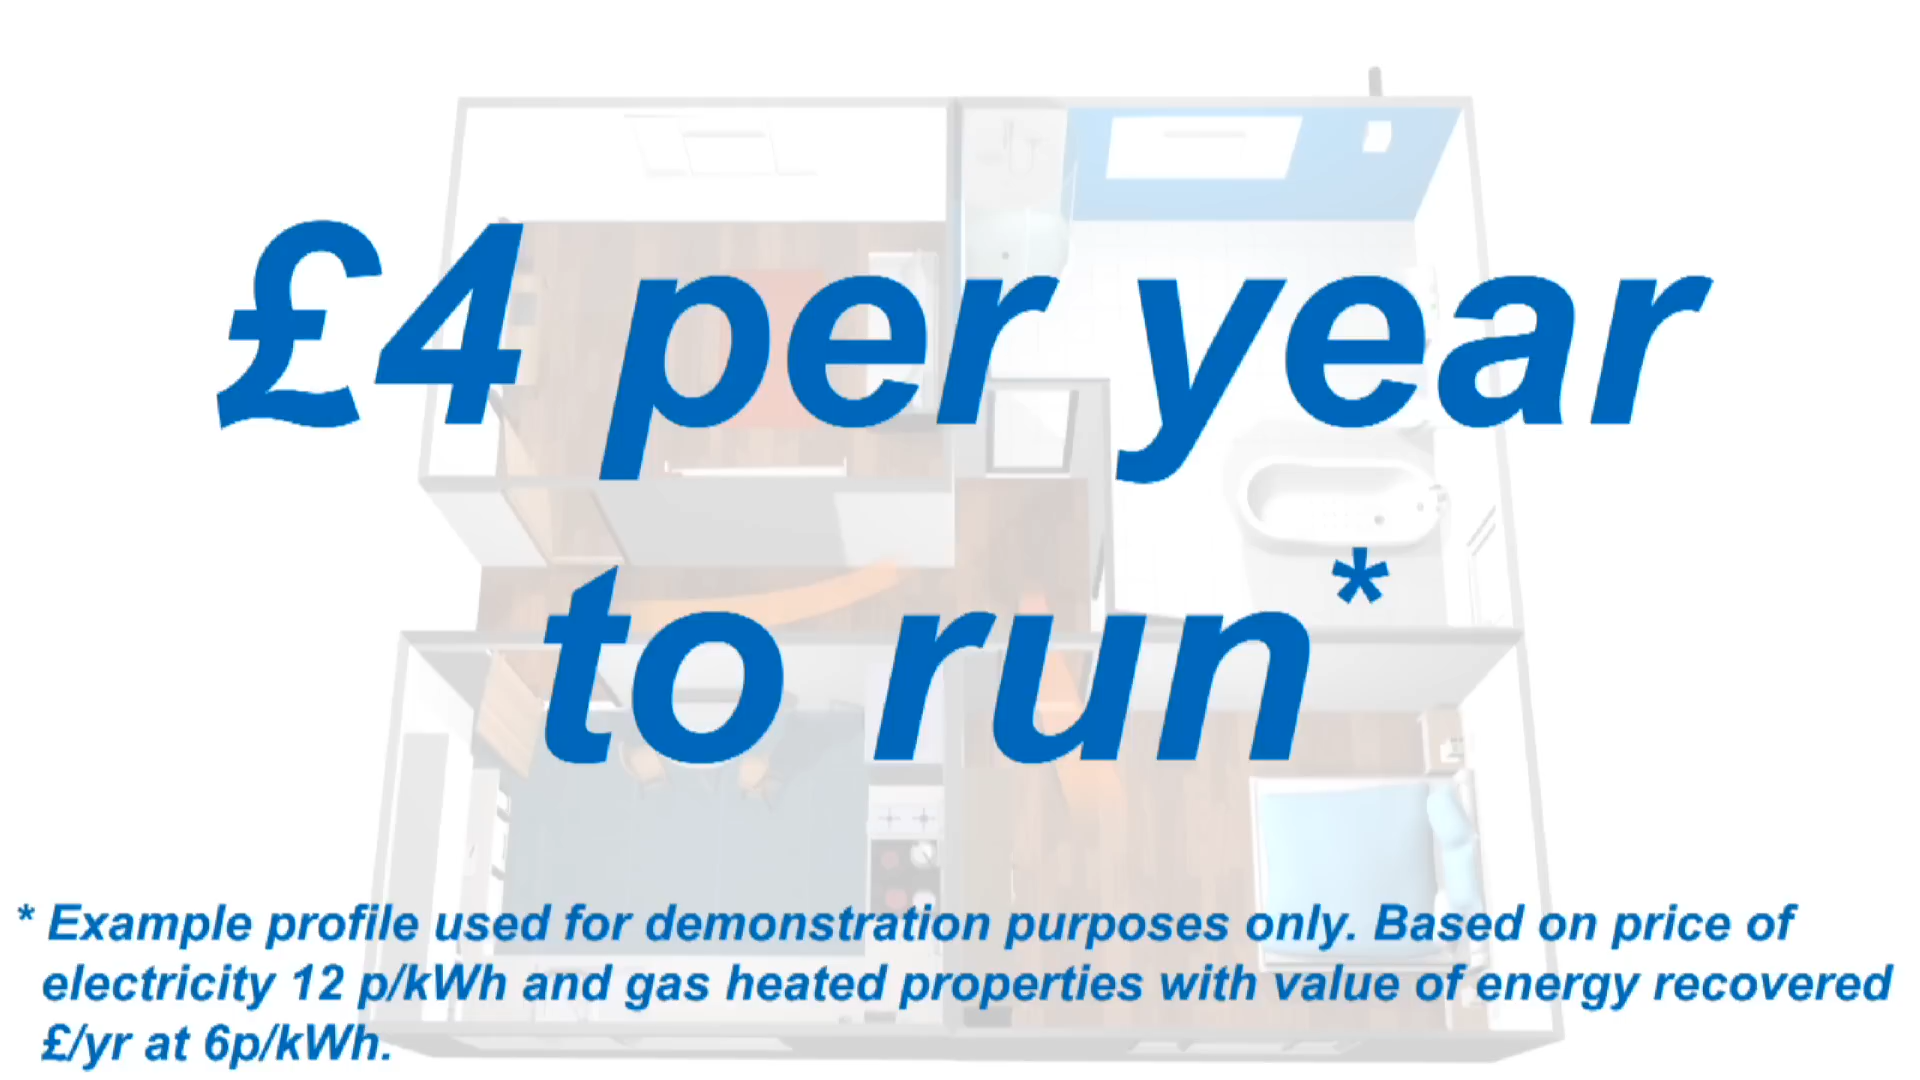 £4 per year
to run*
* Example profile used for demonstration purposes only. Based on price of
electricity 12 p/kWh and gas heated properties with value of energy recovered
£/yr at 6p/kWh.